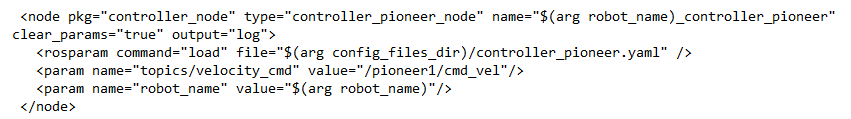 <node pkg="controller_node" type="controller_pioneer_node" name="$(arg robot_name)_controller_pioneer"
clear_params="true" output="log">
<rosparam command="load" file="$(arg config_files_dir)/controller_pioneer.yaml" />
<param name="topics/velocity_cmd" value="/pioneer1/cmd_vel"/>
<param name="robot_name" value="$(arg robot_name)"/>
</node>